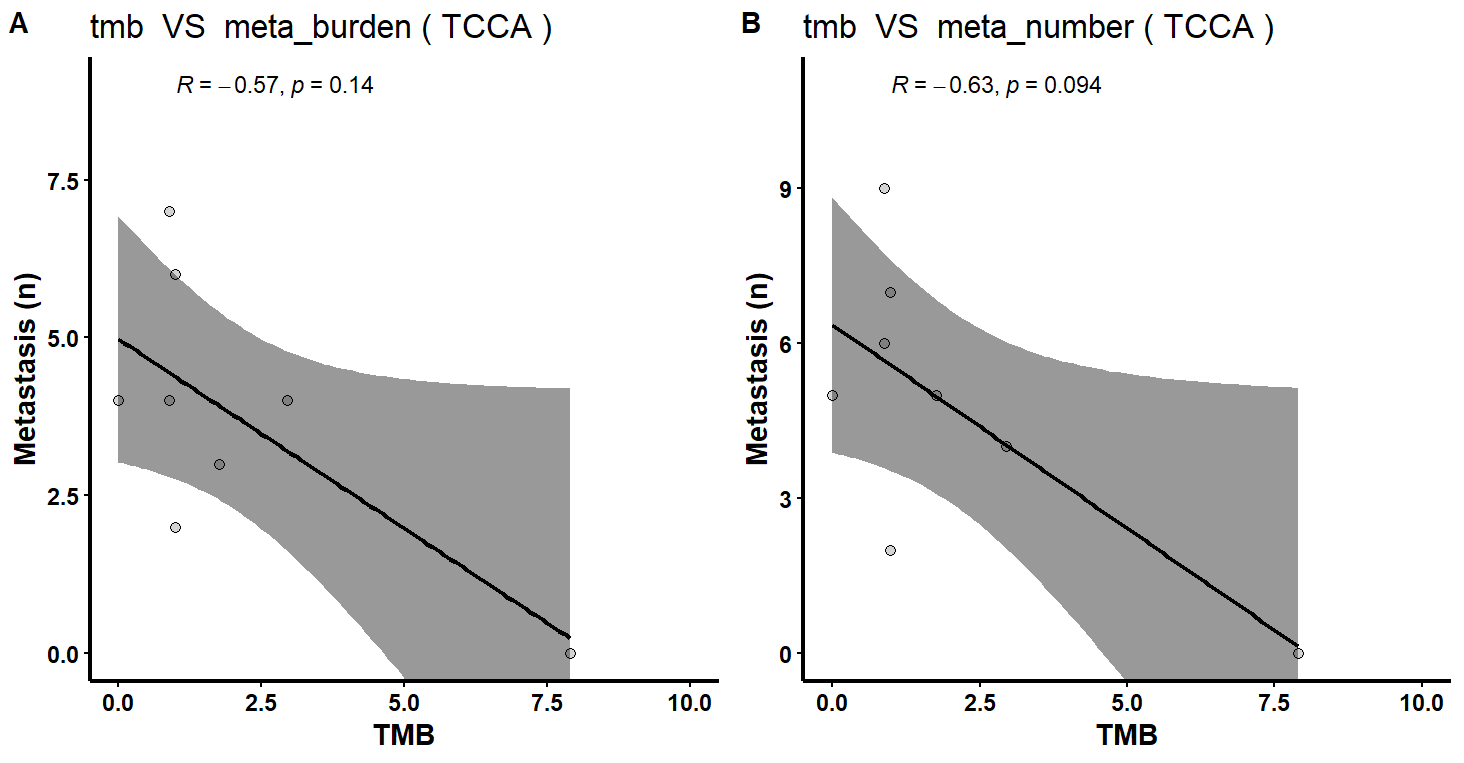 A
tmb VS meta_burden ( TCCA )
R = −0.57, p = 0.14
7.5
5.0
2.5
0.0
Metastasis (n)
0.0 2.5 5.0 7.5 10.0
TMB
B
tmb VS meta_number ( TCCA )
R = −0.63, p = 0.094
9
6
3
0
Metastasis (n)
0.0 2.5 5.0 7.5 10.0
TMB